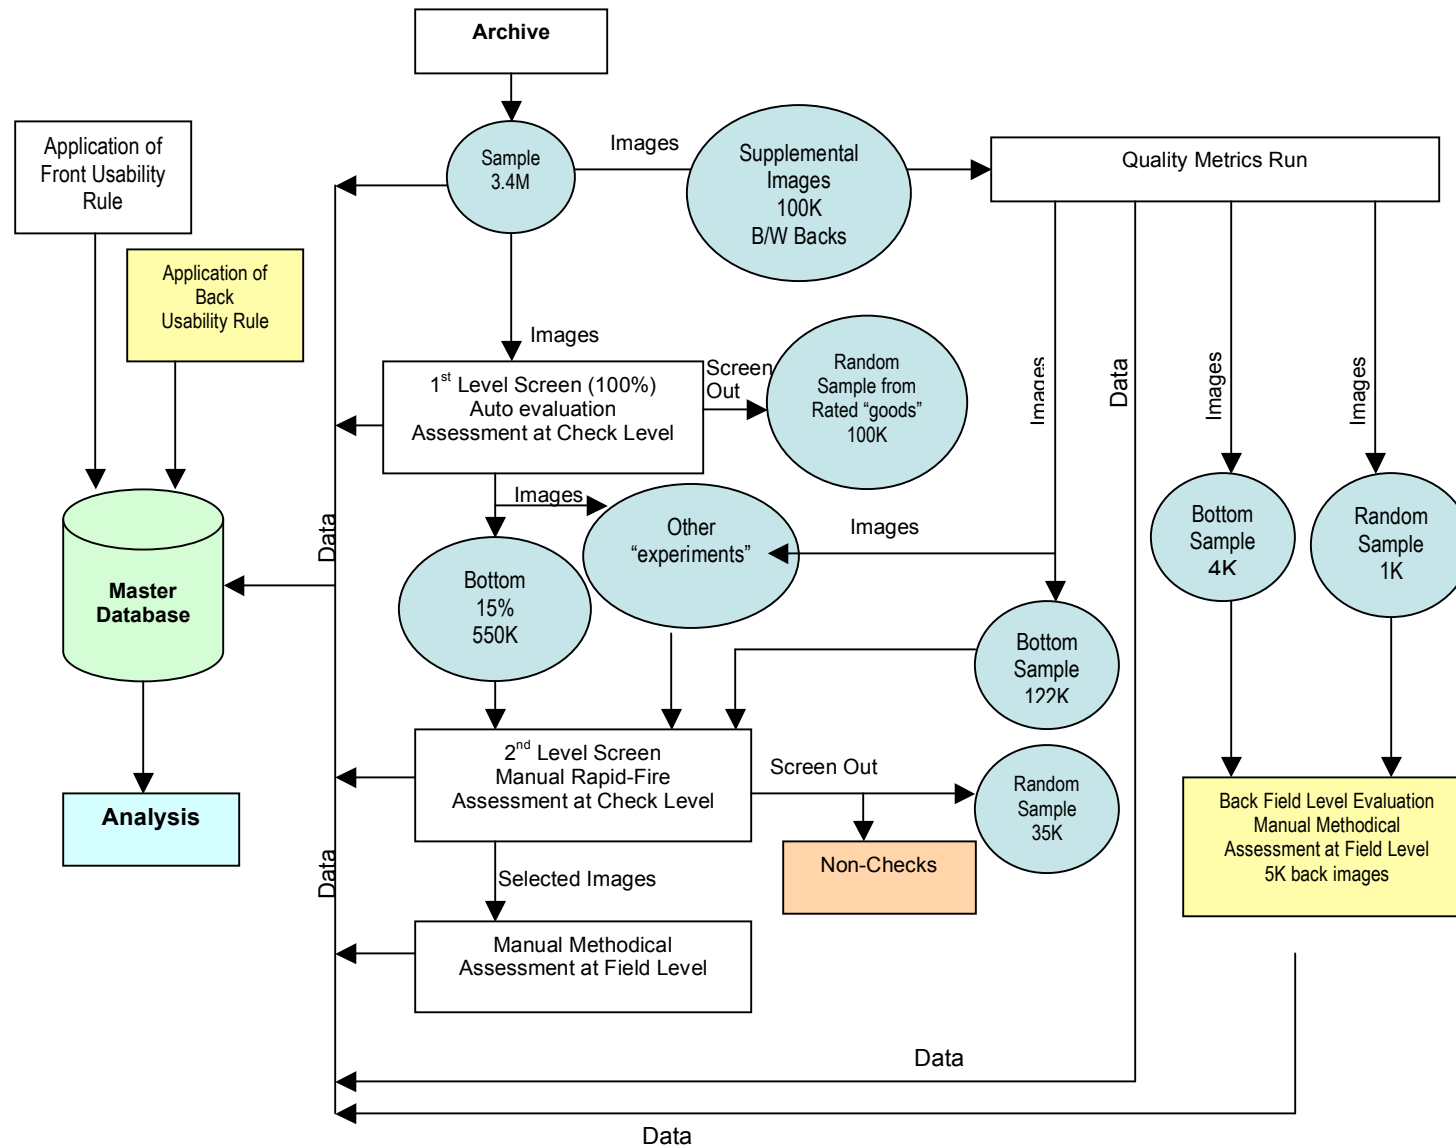 Archive
Application of
Front Usability
Rule
Sample
3.4M
Images
Supplemental
Images
100K
B/W Backs
Quality Metrics Run
Application of
Back
Usability Rule
Images
1st Level Screen (100%)
Auto evaluation
Assessment at Check Level
Screen
Out
Random
Sample from
Rated “goods”
100K
Images
Data
Images
Images
Images
Other
“experiments”
Images
Bottom
Sample
4K
Random
Sample
1K
Data
Master
Database
Bottom
15%
550K
Bottom
Sample
122K
2nd Level Screen
Manual Rapid-Fire
Assessment at Check Level
Screen Out
Random
Sample
35K
Analysis
Back Field Level Evaluation
Manual Methodical
Assessment at Field Level
5K back images
Data
Non-Checks
Selected Images
Manual Methodical
Assessment at Field Level
Data
Data